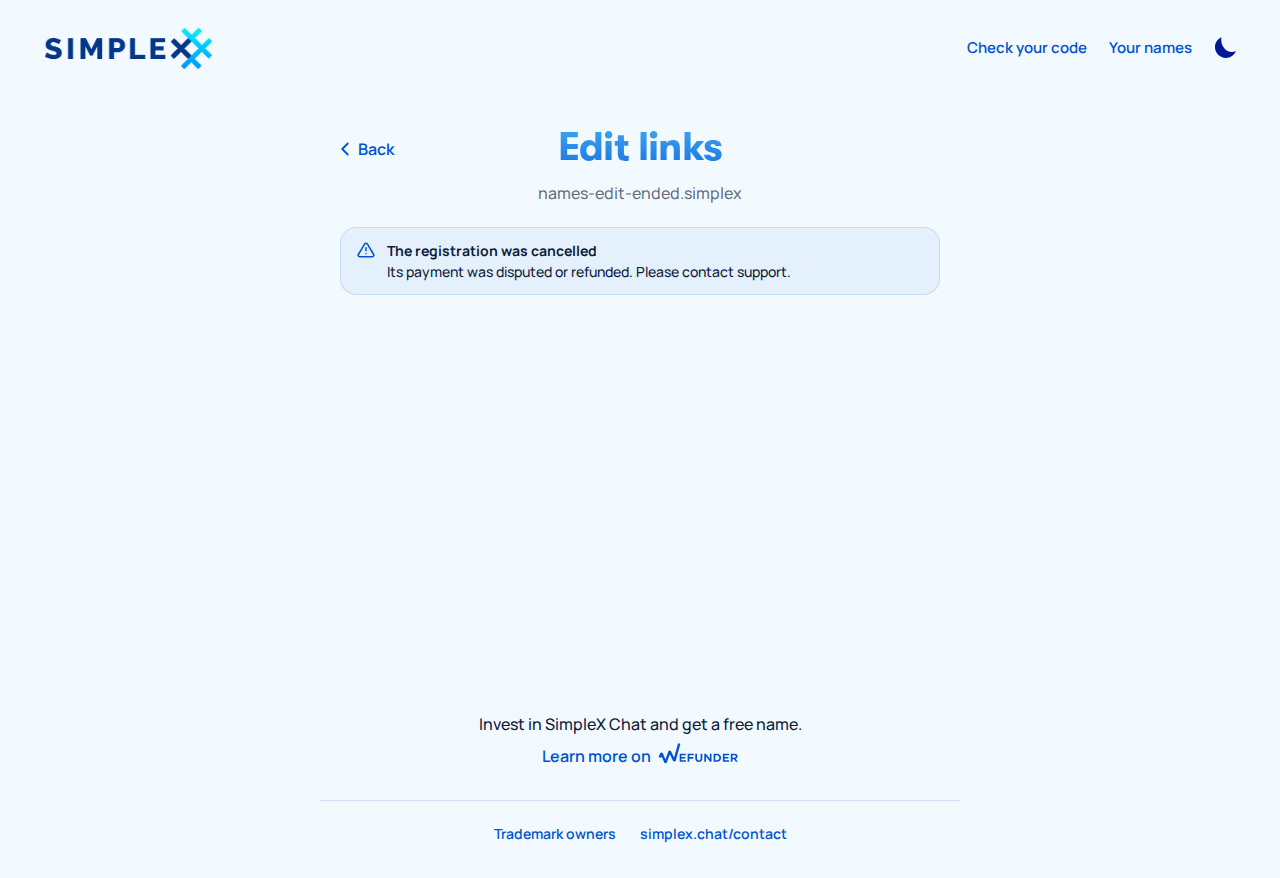 SIMPLEX
Check your code
Your names
Back
Edit links
names-edit-ended.simplex
The registration was cancelled
Its payment was disputed or refunded. Please contact support.
Invest in SimpleX Chat and get a free name.
Learn more on WEFUNDER
Trademark owners
simplex.chat/contact